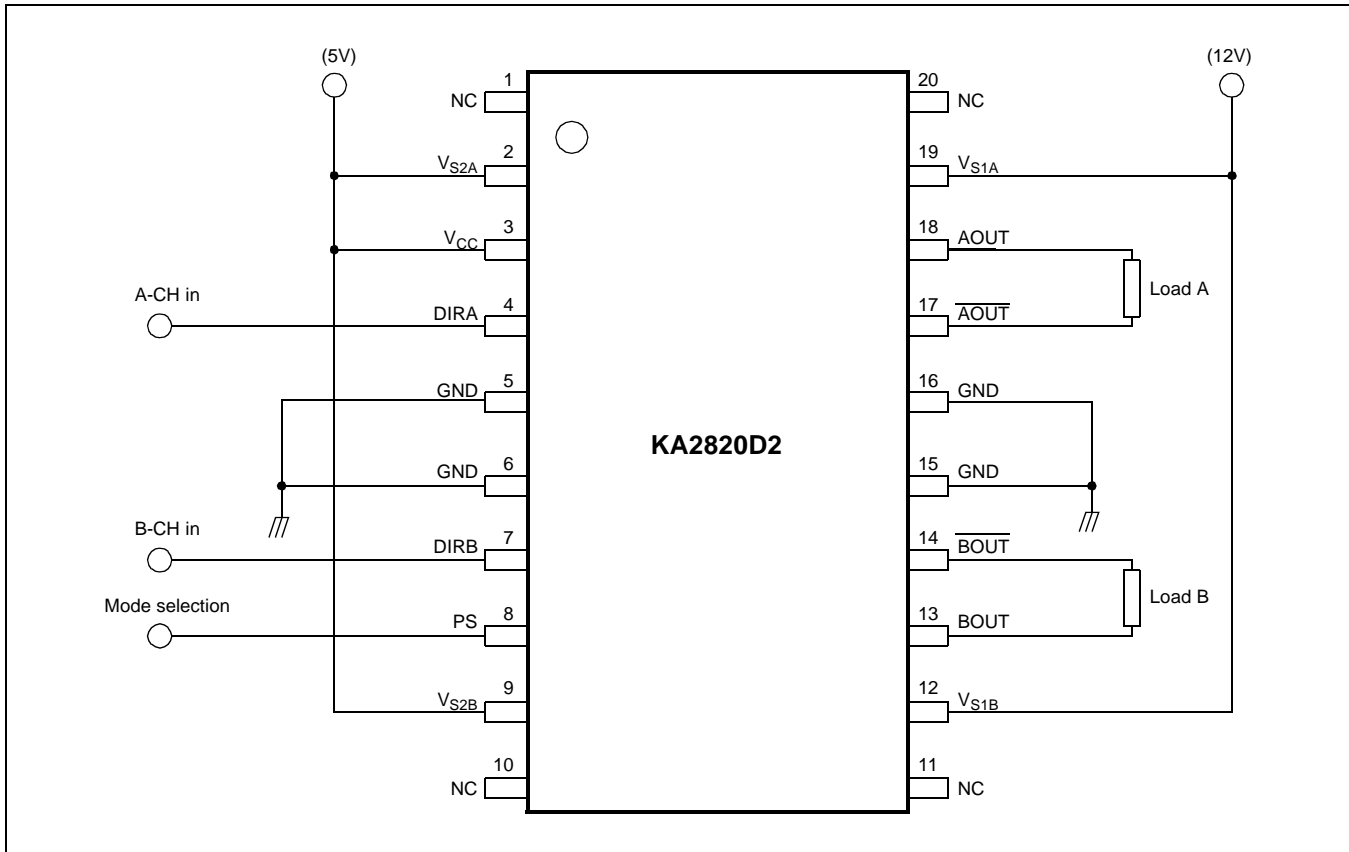 (5V)
(12V)
1
NC
20
NC
2
VS2A
19
VS1A
3
VCC
18
AOUT
A-CH in
4
DIRA
17
A̅O̅U̅T̅
Load A
5
GND
16
GND
KA2820D2
6
GND
15
GND
B-CH in
7
DIRB
14
B̅O̅U̅T̅
Load B
Mode selection
8
PS
13
BOUT
9
VS2B
12
VS1B
10
NC
11
NC